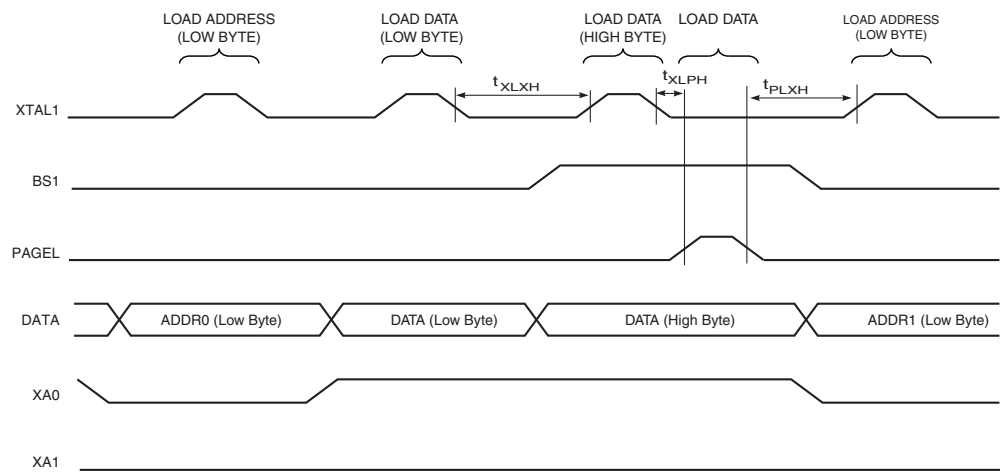 LOAD ADDRESS
(LOW BYTE)
LOAD DATA
(LOW BYTE)
LOAD DATA
(HIGH BYTE)
LOAD DATA
LOAD ADDRESS
(LOW BYTE)
XTAL1
tXLXH
tXLPH
tPLXH
BS1
PAGEL
DATA
ADDR0 (Low Byte)
DATA (Low Byte)
DATA (High Byte)
ADDR1 (Low Byte)
XA0
XA1